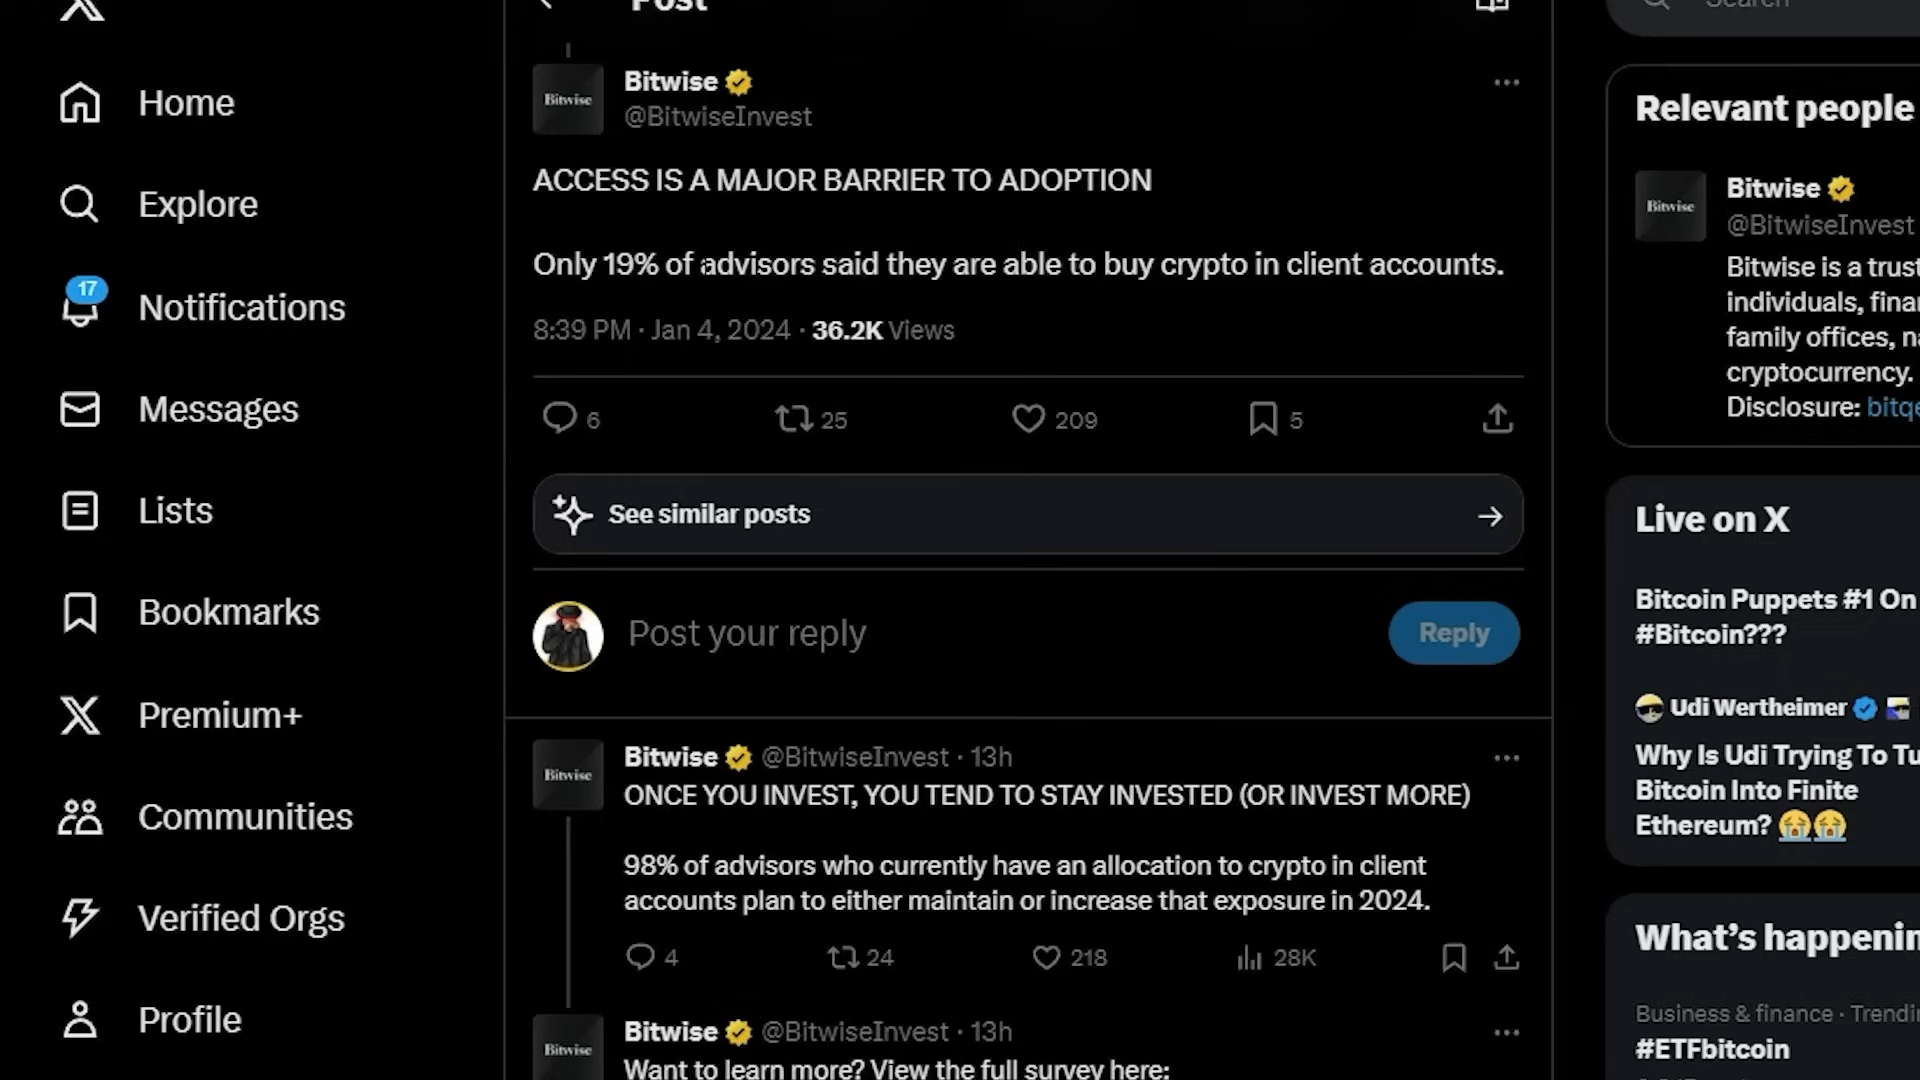 Post
Search
Home
Explore
17
Notifications
Messages
Lists
Bookmarks
Premium+
Communities
Verified Orgs
Profile
Bitwise
Bitwise
@BitwiseInvest
ACCESS IS A MAJOR BARRIER TO ADOPTION
Only 19% of advisors said they are able to buy crypto in client accounts.
8:39 PM · Jan 4, 2024 · 36.2K Views
6 25 209 5
See similar posts
Post your reply
Reply
Bitwise
Bitwise @BitwiseInvest · 13h
ONCE YOU INVEST, YOU TEND TO STAY INVESTED (OR INVEST MORE)
98% of advisors who currently have an allocation to crypto in client
accounts plan to either maintain or increase that exposure in 2024.
4 24 218 28K
Bitwise
Bitwise @BitwiseInvest · 13h
Want to learn more? View the full survey here:
Relevant people
Bitwise
Bitwise
@BitwiseInvest
Bitwise is a trust
individuals,
family offices,
cryptocurrency.
Disclosure:
Live on X
Bitcoin Puppets #1 On
#Bitcoin???
Udi Wertheimer
Why Is Udi Trying To
Bitcoin Into Finite
Ethereum? 😭😭
What's
Business & finance ·
#ETFbitcoin